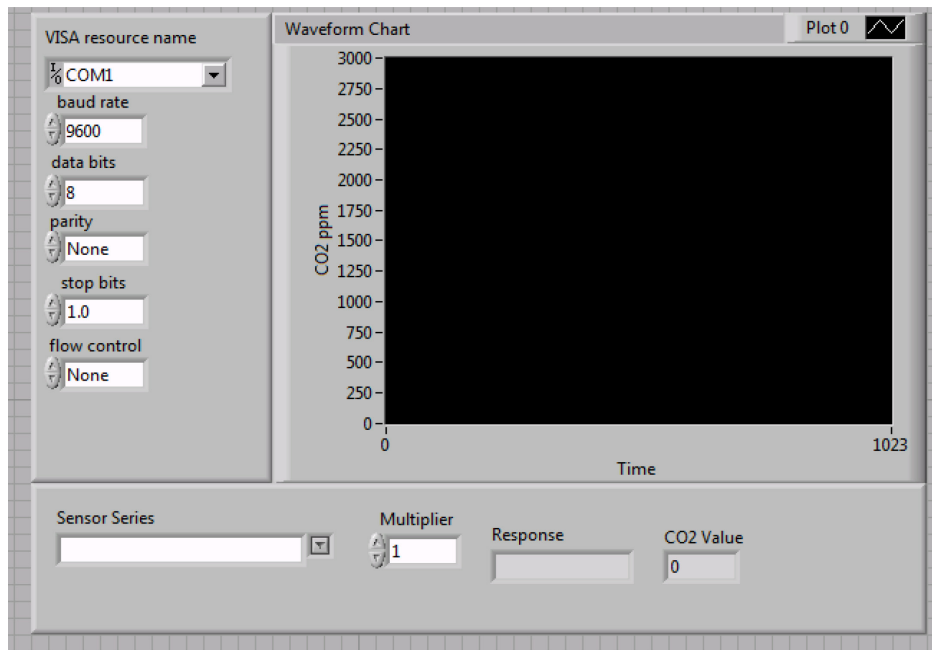 VISA resource name
COM1
baud rate
9600
data bits
8
parity
None
stop bits
1.0
flow control
None
Waveform Chart
Plot 0
3000
2750
2500
2250
2000
1750
1500
1250
1000
750
500
250
0
CO2 ppm
0 1023
Time
Sensor Series
Multiplier
1
Response
CO2 Value
0